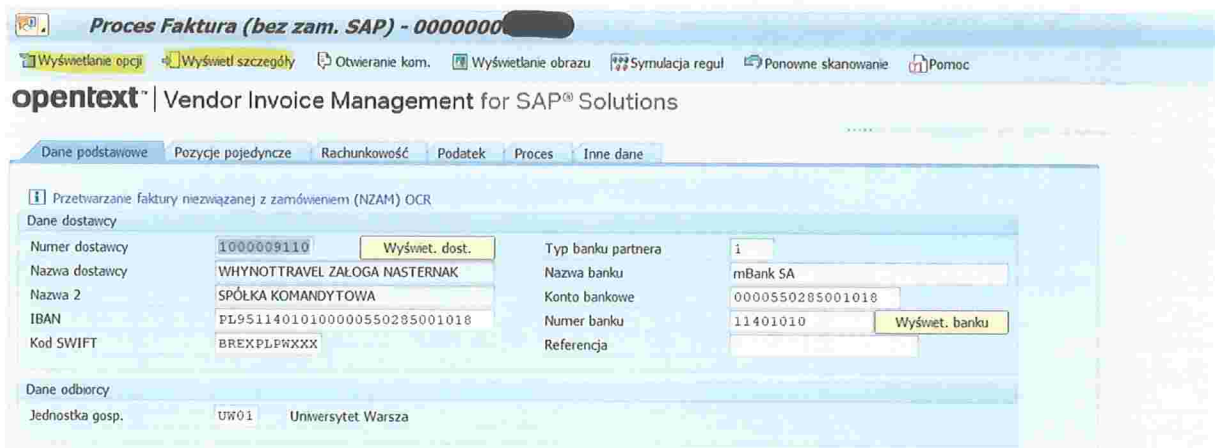 Proces Faktura (bez zam. SAP) - 00000000
Wyświetlanie opcji Wyświetl szczegóły Otwieranie kom. Wyświetlanie obrazu Symulacja reguł Ponowne skanowanie Pomoc
opentext™ | Vendor Invoice Management for SAP® Solutions
Dane podstawowe Pozycje pojedyncze Rachunkowość Podatek Proces Inne dane
Przetwarzanie faktury niezwiązanej z zamówieniem (NZAM) OCR
Dane dostawcy
Numer dostawcy 1000009110 Wyświet. dost. Typ banku partnera 1
Nazwa dostawcy WHYNOTTRAVEL ZAŁOGA NASTERNAK Nazwa banku mBank SA
Nazwa 2 SPÓŁKA KOMANDYTOWA Konto bankowe 0000550285001018
IBAN PL95114010100000550285001018 Numer banku 11401010 Wyświet. banku
Kod SWIFT BREXPLPWXXX Referencja
Dane odbiorcy
Jednostka gosp. UW01 Uniwersytet Warsza